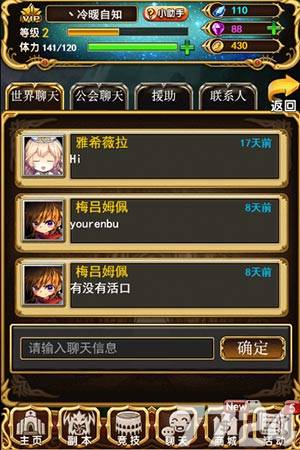 VIP
、冷暖自知
?小助手
150
等级 2
88
体力 141/120
430
世界聊天
公会聊天
援助
联系人
返回
雅希薇拉
17天前
Hi
梅吕姆佩
8天前
yourenbu
梅吕姆佩
8天前
有没有活口
请输入聊天信息
确定
New
5
主页
副本
竞技
聊天
商城
活动